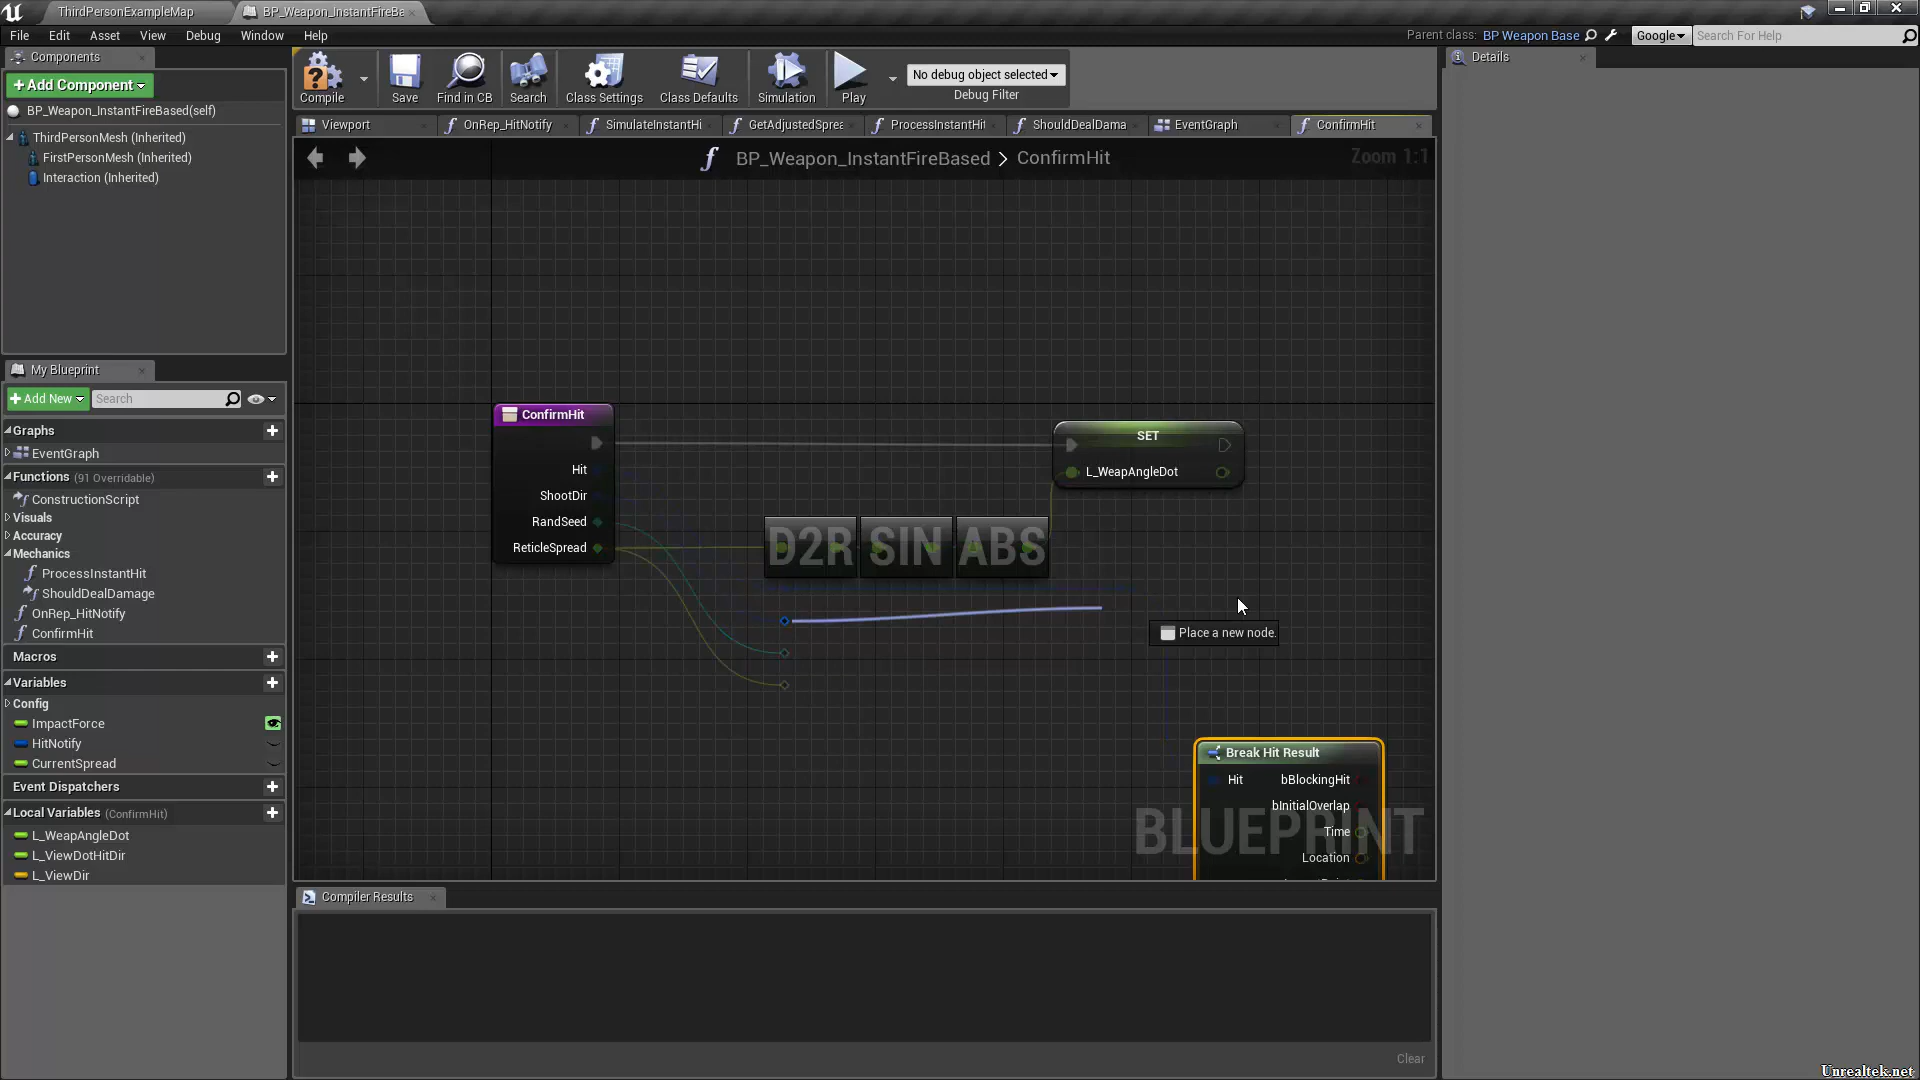 ThirdPersonExampleMap
BP_Weapon_InstantFireBa
File Edit Asset View Debug Window Help
Parent class: BP Weapon Base
Google
Search For Help
Components
+ Add Component
BP_Weapon_InstantFireBased(self)
ThirdPersonMesh (Inherited)
FirstPersonMesh (Inherited)
Interaction (Inherited)
Compile
Save
Find in CB
Search
Class Settings
Class Defaults
Simulation
Play
No debug object selected
Debug Filter
Details
Viewport
OnRep_HitNotify
SimulateInstantHi
GetAdjustedSprea
ProcessInstantHit
ShouldDealDama
EventGraph
ConfirmHit
BP_Weapon_InstantFireBased > ConfirmHit
Zoom 1:1
My Blueprint
+ Add New
Search
Graphs
EventGraph
Functions (91 Overridable)
ConstructionScript
Visuals
Accuracy
Mechanics
ProcessInstantHit
ShouldDealDamage
OnRep_HitNotify
ConfirmHit
Macros
Variables
Config
ImpactForce
HitNotify
CurrentSpread
Event Dispatchers
Local Variables (ConfirmHit)
L_WeapAngleDot
L_ViewDotHitDir
L_ViewDir
ConfirmHit
Hit
ShootDir
RandSeed
ReticleSpread
D2R SIN ABS
SET
L_WeapAngleDot
Place a new node.
Break Hit Result
Hit bBlockingHit
bInitialOverlap
Time
Location
BLUEPRINT
Compiler Results
Clear
Unrealtek.net